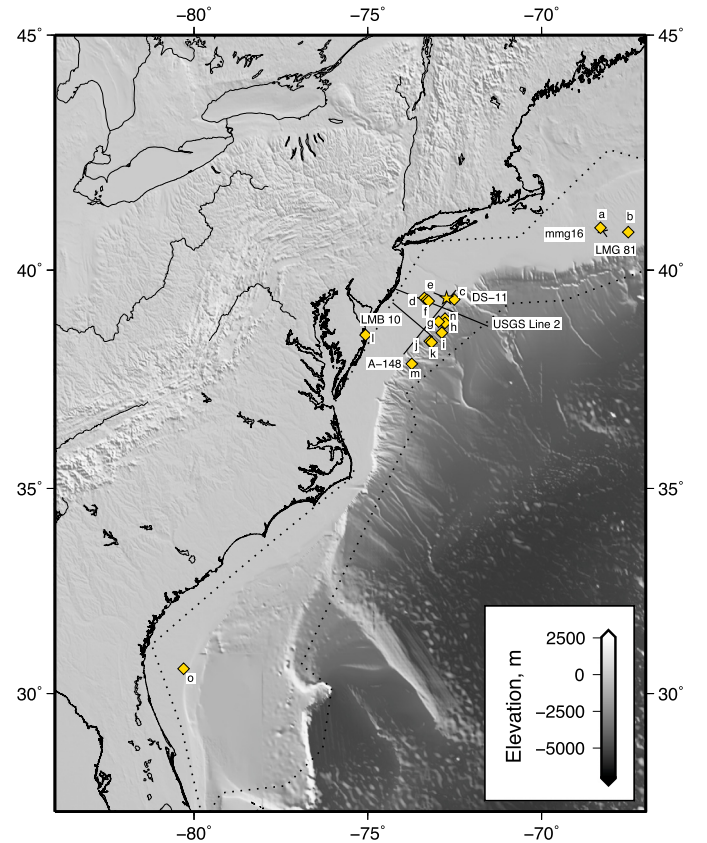 −80˚ −75˚ −70˚
45˚ 45˚
a b
mmg16
LMG 81
40˚ 40˚
e
d c DS−11
f
LMB 10 g n USGS Line 2
h
l j i
k
A−148
m
35˚ 35˚
2500
Elevation, m
0
o
30˚ 30˚
−2500
−5000
−80˚ −75˚ −70˚